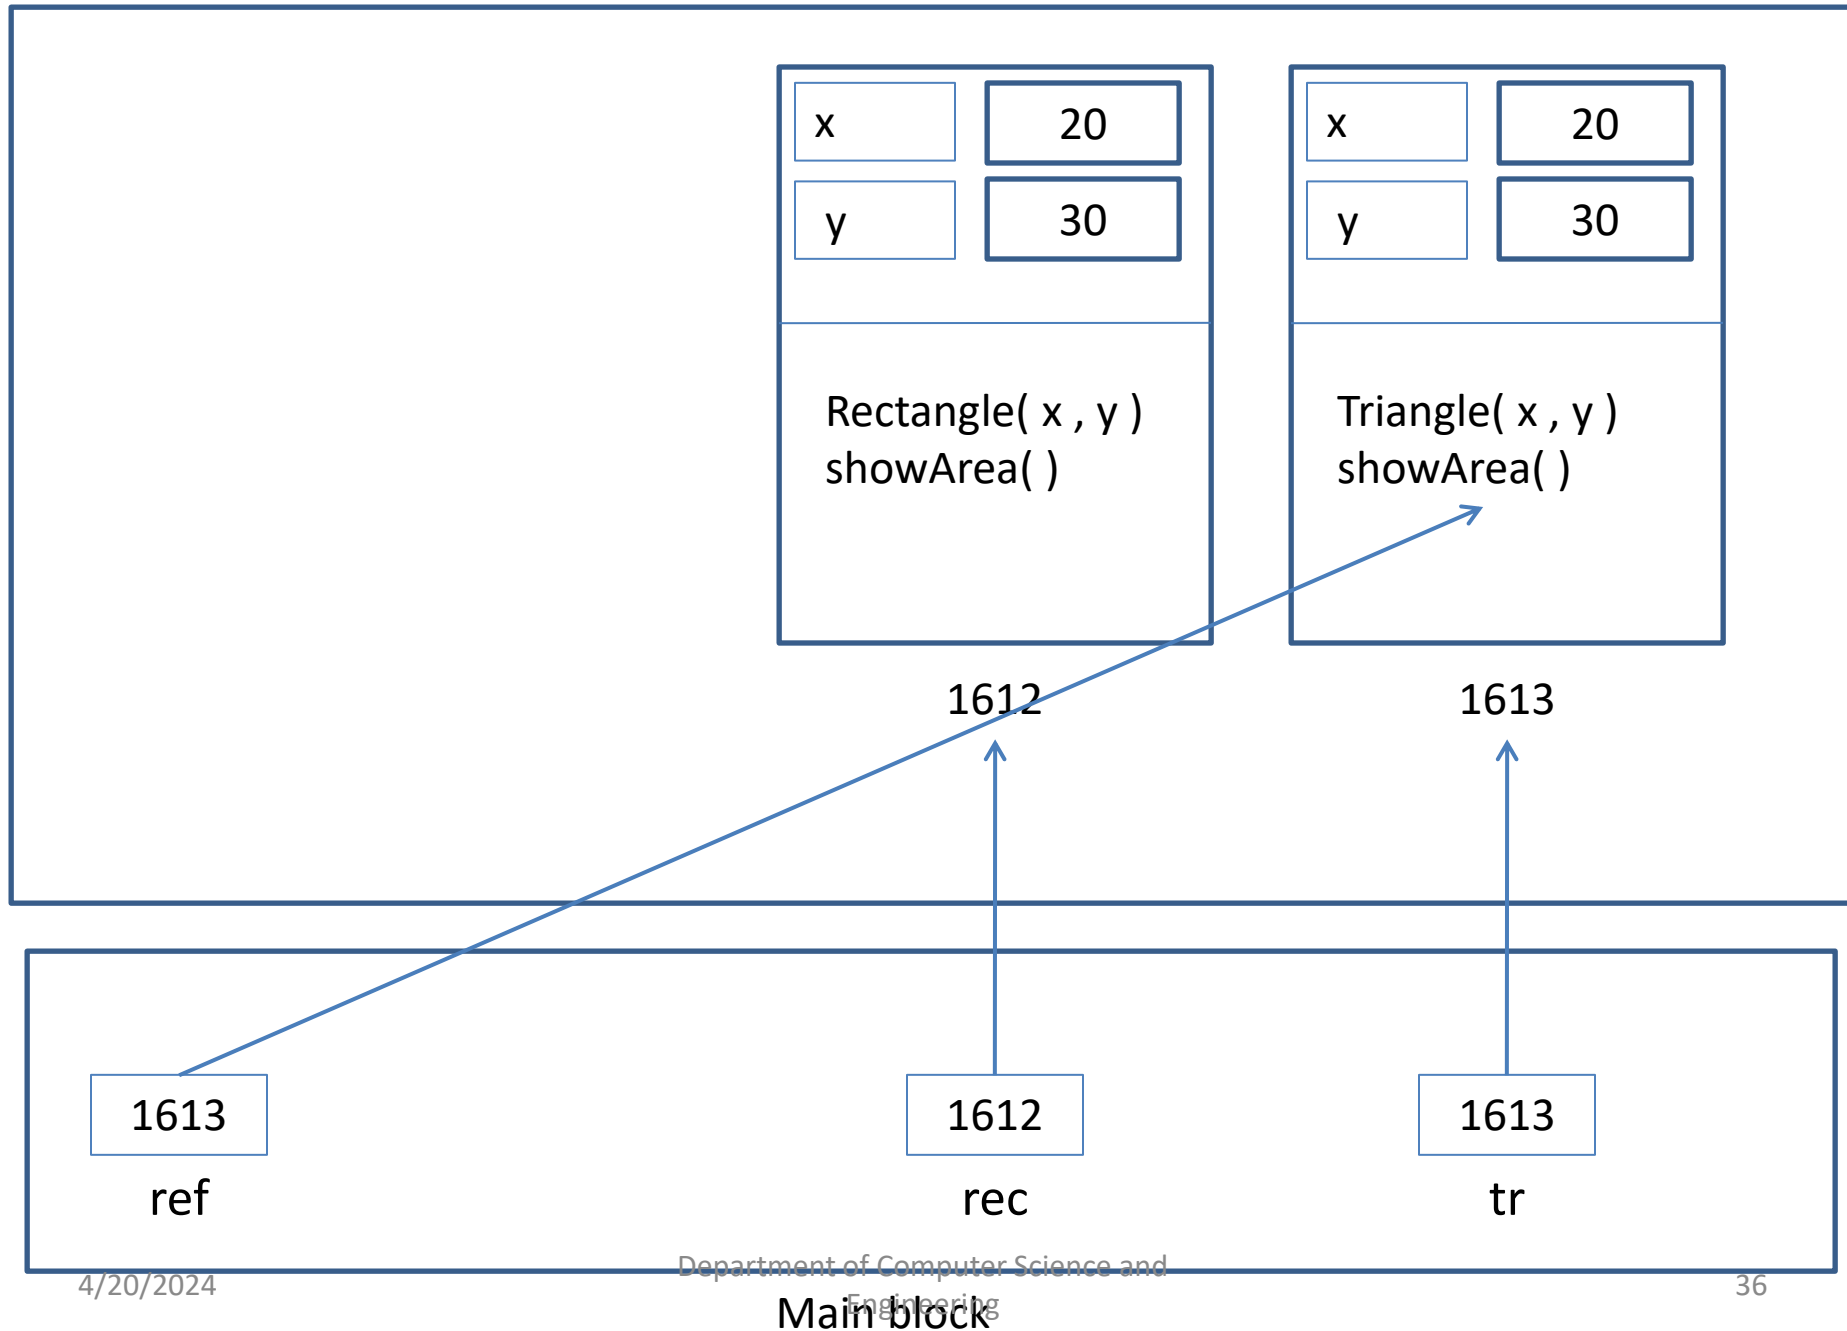 x 20 x 20
y 30 y 30
Rectangle( x , y ) Triangle( x , y )
showArea( ) showArea( )
1612 1613
1613 1612 1613
ref rec tr
4/20/2024
Department of Computer Science and
Engineering
36
Main block